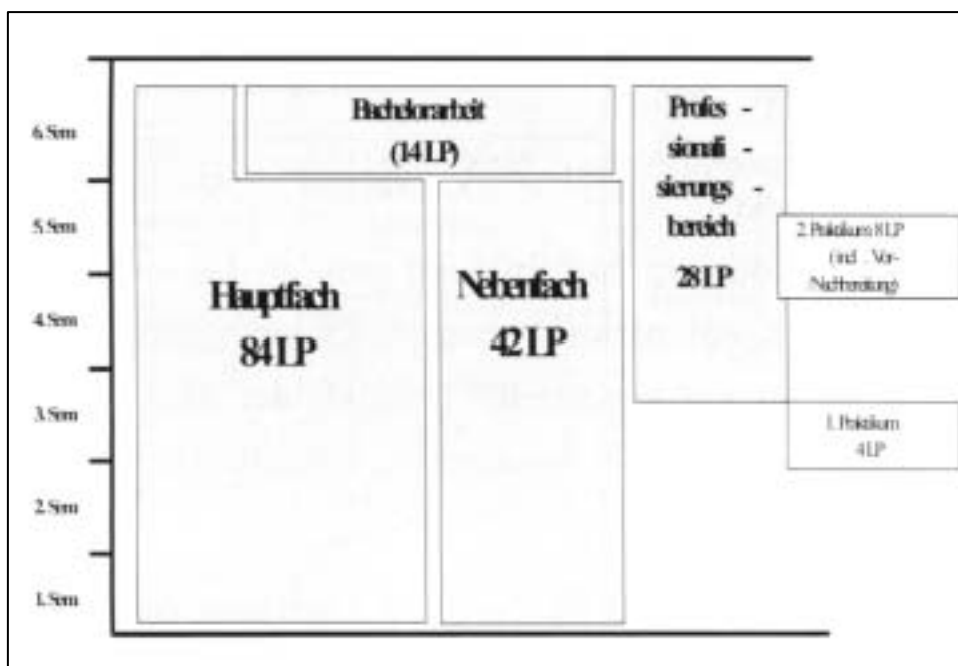 6. Sem
5. Sem
4. Sem
3. Sem
2. Sem
1. Sem
Bachelorarbeit
(14 LP)
Hauptfach
84 LP
Nebenfach
42 LP
Profes -
sionali -
sierungs -
bereich
28 LP
2. Praktikum 8 LP
(incl . Vor-
/Nachbereitung)
1. Praktikum
4 LP